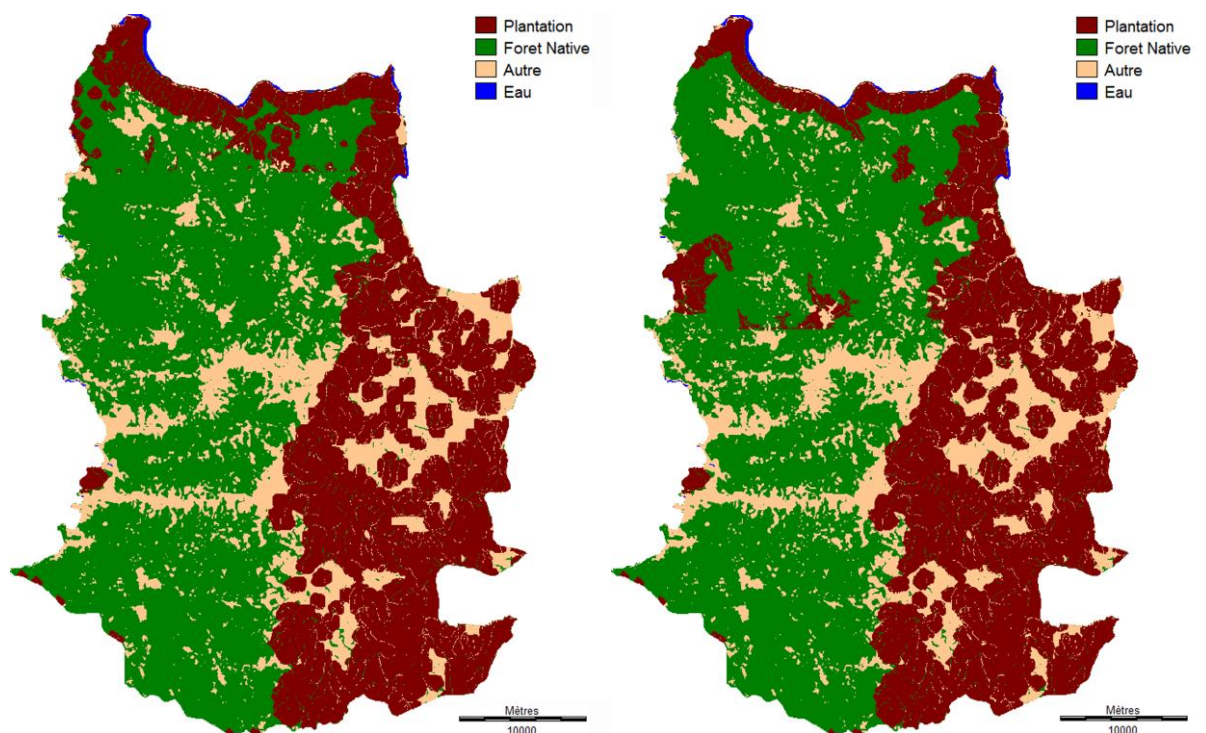 Plantation
Foret Native
Autre
Eau
Mètres
10000
Plantation
Foret Native
Autre
Eau
Mètres
10000